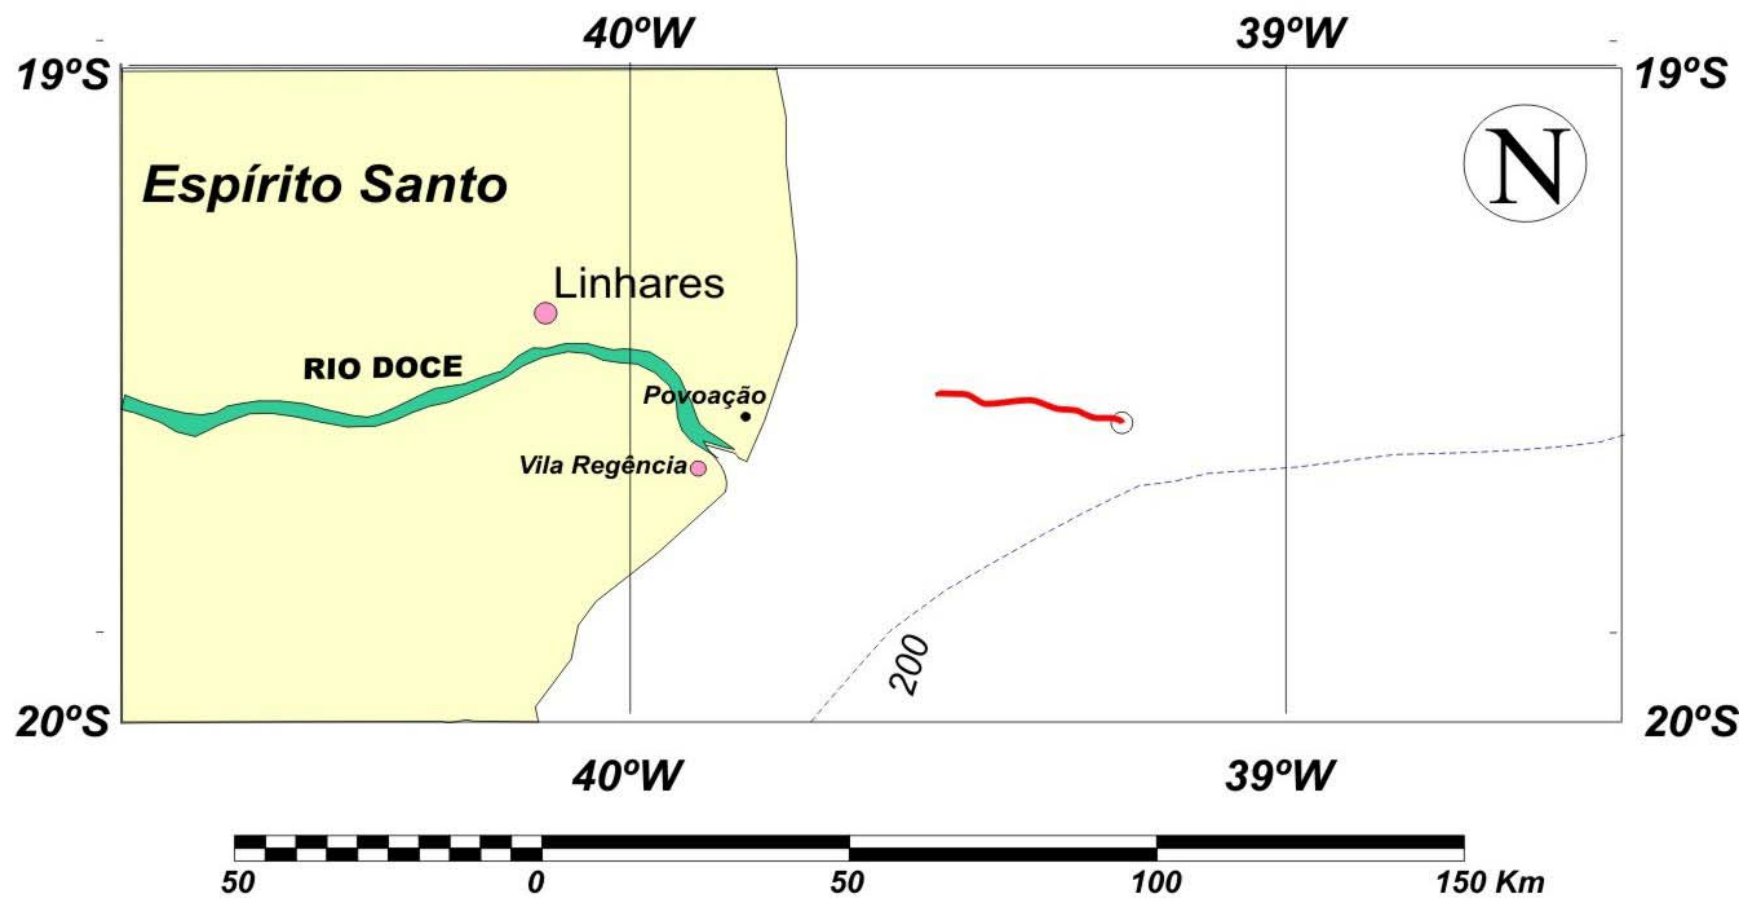 40ºW 39ºW
19ºS 19ºS
N
Espírito Santo
Linhares
RIO DOCE
Povoação
Vila Regência
200
20ºS 20ºS
40ºW 39ºW
50 0 50 100 150 Km